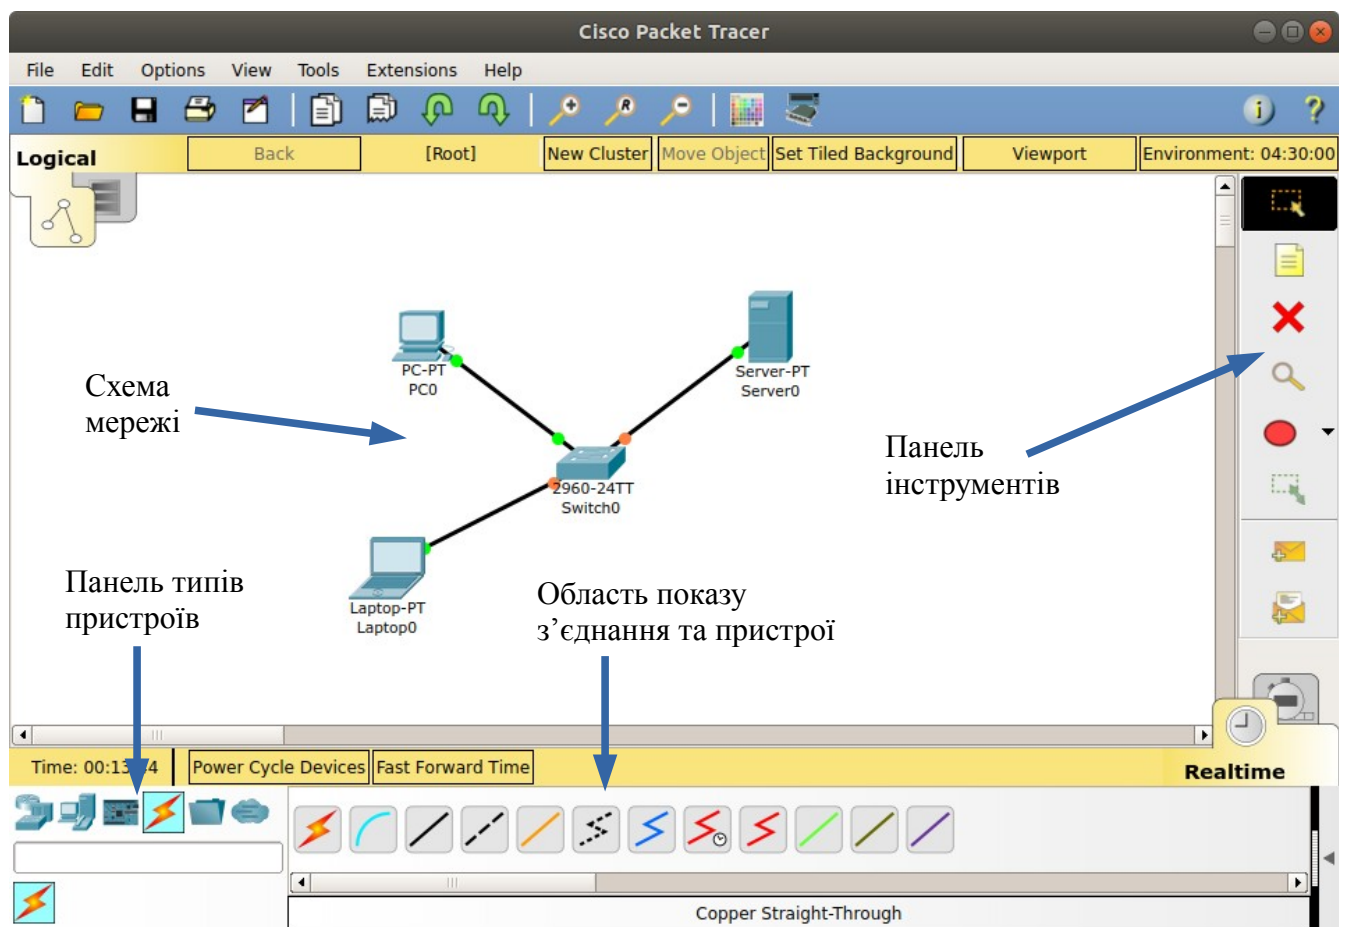 Cisco Packet Tracer
File Edit Options View Tools Extensions Help
Logical Back [Root] New Cluster Move Object Set Tiled Background Viewport Environment: 04:30:00
PC-PT
PC0
Server-PT
Server0
Схема
мережі
Панель
інструментів
2960-24TT
Switch0
Laptop-PT
Laptop0
Панель типів
пристроїв
Область показу
з’єднання та пристрої
Time: Power Cycle Devices Fast Forward Time
Realtime
Copper Straight-Through